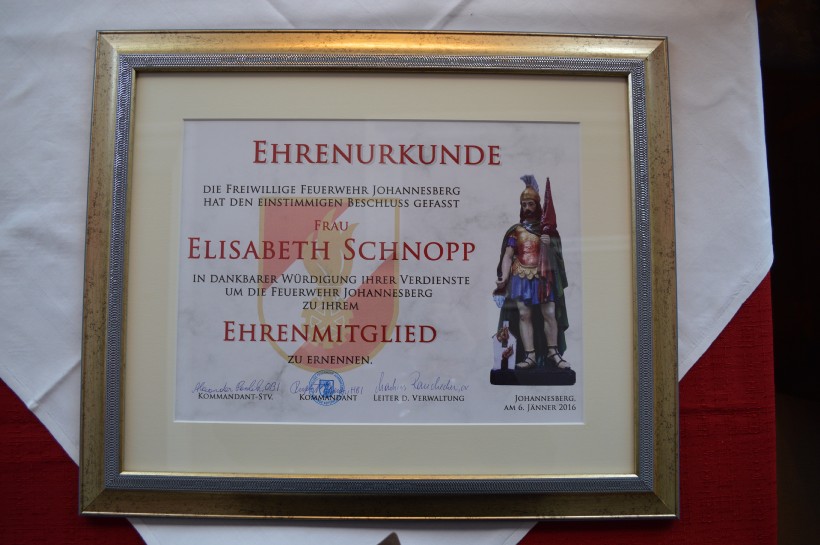 EHRENURKUNDE
DIE FREIWILLIGE FEUERWEHR JOHANNESBERG
HAT DEN EINSTIMMIGEN BESCHLUSS GEFASST
FRAU
ELISABETH SCHNOPP
IN DANKBARER WÜRDIGUNG IHRER VERDIENSTE
UM DIE FEUERWEHR JOHANNESBERG
ZU IHREM
EHRENMITGLIED
ZU ERNENNEN.
KOMMANDANT-STV.
KOMMANDANT
LEITER D. VERWALTUNG
JOHANNESBERG,
AM 6. JÄNNER 2016